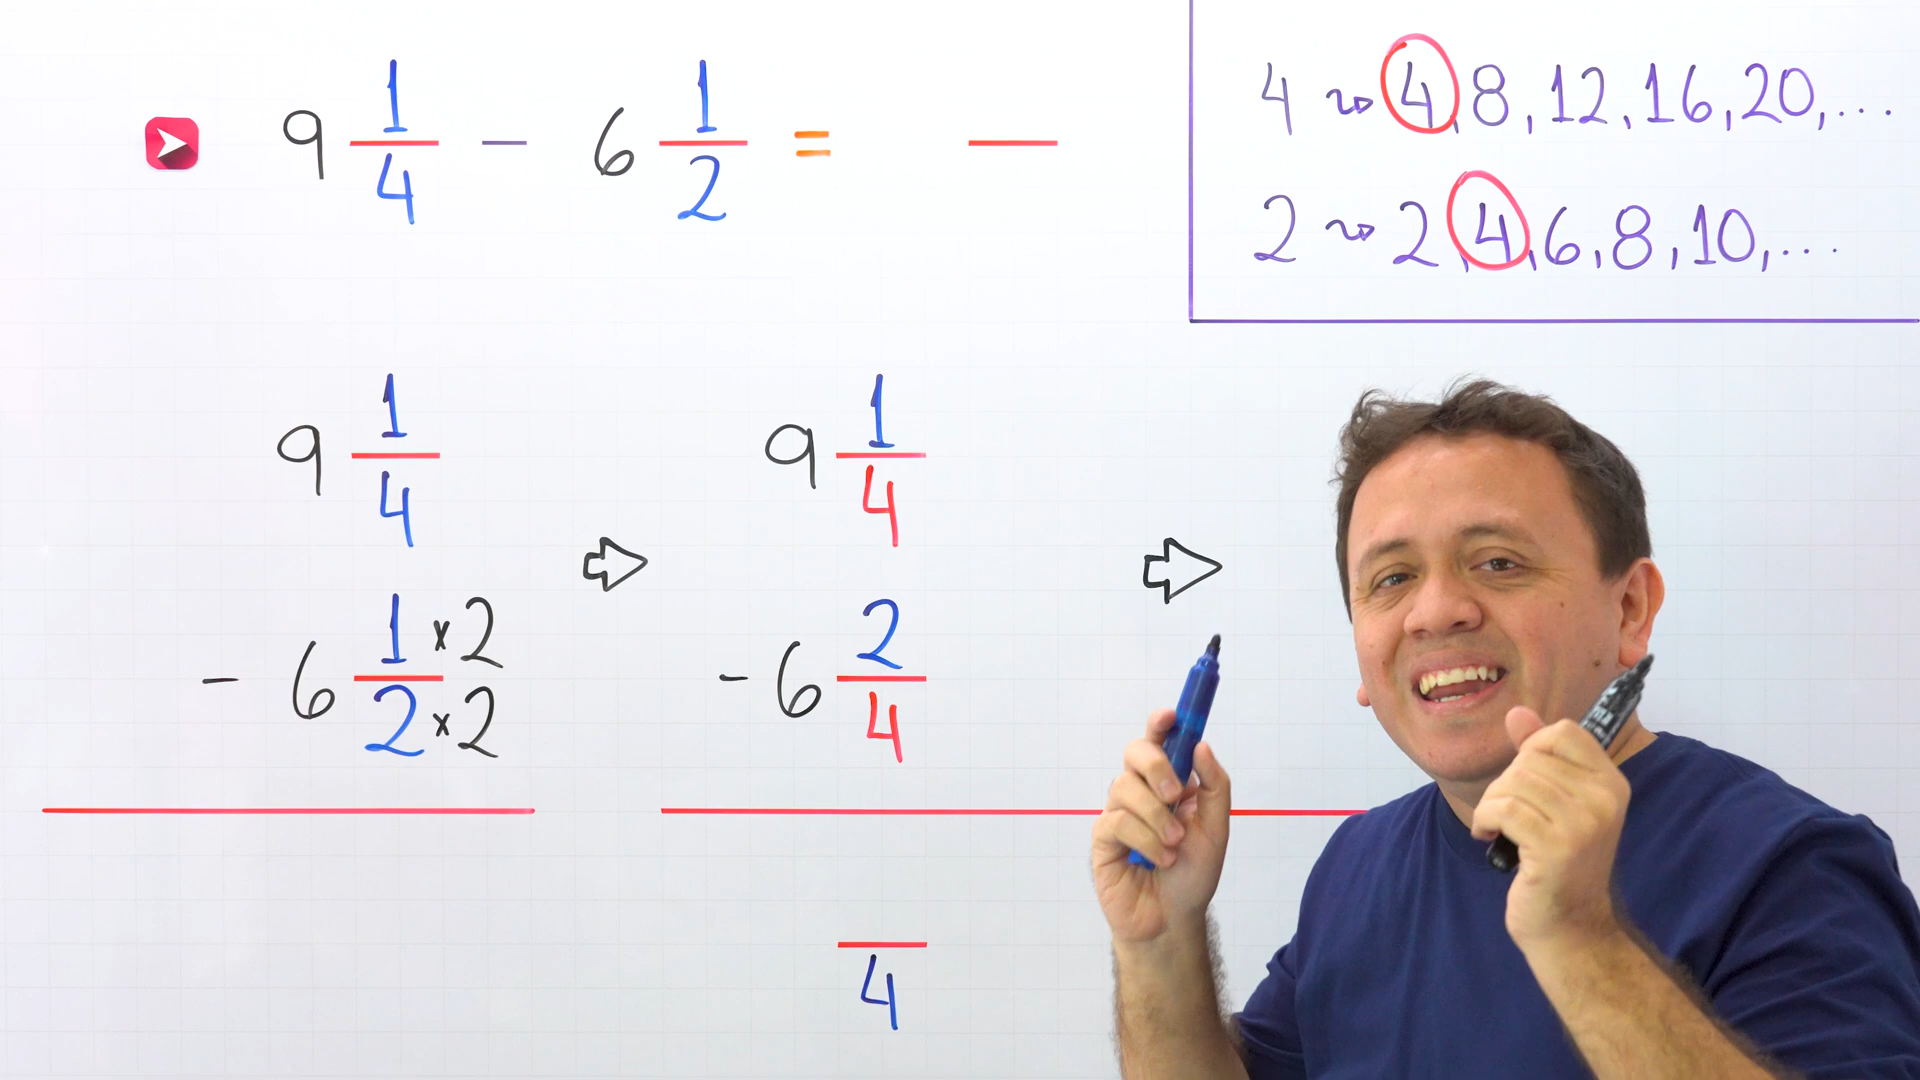 9 1/4 - 6 1/2 =
4 ⤳ 4, 8, 12, 16, 20, ...
2 ⤳ 2, 4, 6, 8, 10, ...
9 1/4
- 6 1×2/2×2
⇨
9 1/4
- 6 2/4
/4
⇨